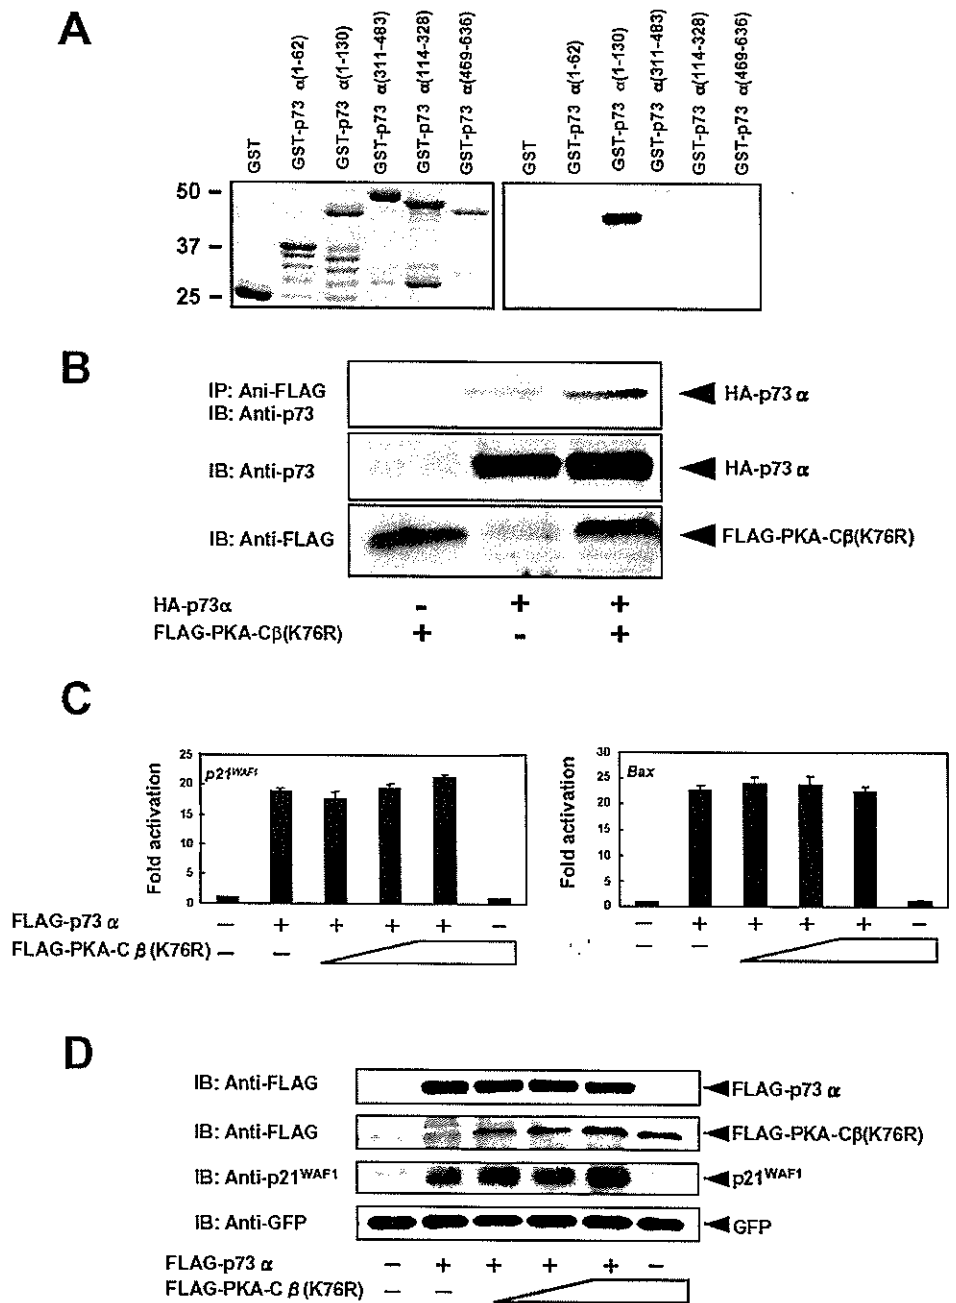 A
GST
GST-p73 α(1-62)
GST-p73 α(1-130)
GST-p73 α(311-483)
GST-p73 α(114-328)
GST-p73 α(469-636)
GST
GST-p73 α(1-62)
GST-p73 α(1-130)
GST-p73 α(311-483)
GST-p73 α(114-328)
GST-p73 α(469-636)
50 –
37 –
25 –
B
IP: Ani-FLAG
IB: Anti-p73
HA-p73 α
IB: Anti-p73
HA-p73 α
IB: Anti-FLAG
FLAG-PKA-Cβ(K76R)
HA-p73α - + +
FLAG-PKA-Cβ(K76R) + - +
C
Fold activation
25
20
15
10
5
0
p21WAF1
Fold activation
30
25
20
15
10
5
0
Bax
FLAG-p73 α — + + + + — — + + + + —
FLAG-PKA-C β (K76R) — — — —
D
IB: Anti-FLAG
FLAG-p73 α
IB: Anti-FLAG
FLAG-PKA-Cβ(K76R)
IB: Anti-p21WAF1
p21WAF1
IB: Anti-GFP
GFP
FLAG-p73 α — + + + + —
FLAG-PKA-C β (K76R) — —